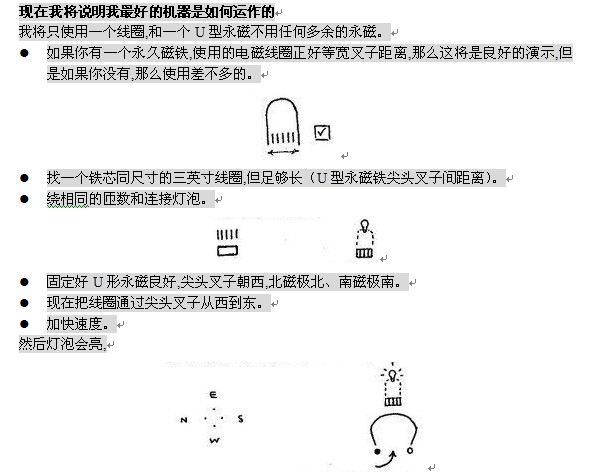 现在我将说明我最好的机器是如何运作的
我将只使用一个线圈,和一个 U 型永磁不用任何多余的永磁。
● 如果你有一个永久磁铁,使用的电磁线圈正好等宽叉子距离,那么这将是良好的演示,但
是如果你没有,那么使用差不多的。
● 找一个铁芯同尺寸的三英寸线圈,但足够长（U 型永磁铁尖头叉子间距离)。
● 绕相同的匝数和连接灯泡。
● 固定好 U 形永磁良好,尖头叉子朝西,北磁极北、南磁极南。
● 现在把线圈通过尖头叉子从西到东。
● 加快速度。
然后灯泡会亮,
E
N S
W